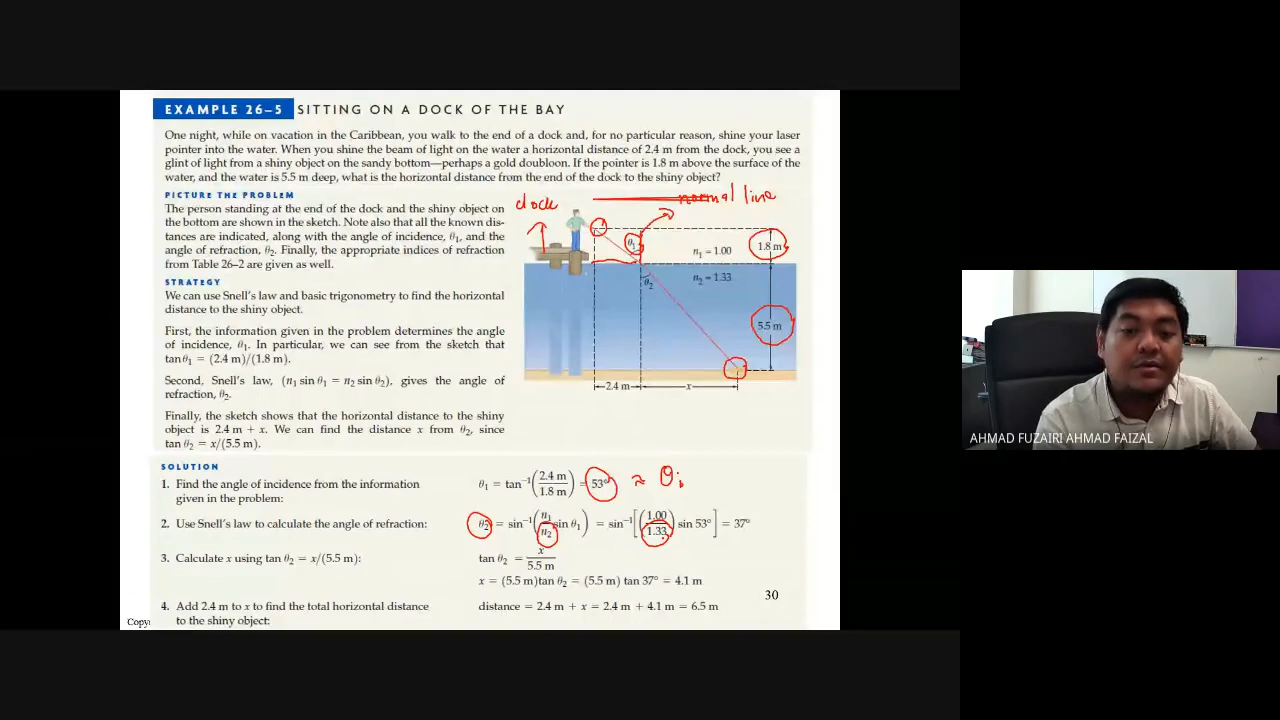 EXAMPLE 26–5 SITTING ON A DOCK OF THE BAY
One night, while on vacation in the Caribbean, you walk to the end of a dock and, for no particular reason, shine your laser
pointer into the water. When you shine the beam of light on the water a horizontal distance of 2.4 m from the dock, you see a
glint of light from a shiny object on the sandy bottom—perhaps a gold doubloon. If the pointer is 1.8 m above the surface of the
water, and the water is 5.5 m deep, what is the horizontal distance from the end of the dock to the shiny object?
PICTURE THE PROBLEM
The person standing at the end of the dock and the shiny object on
the bottom are shown in the sketch. Note also that all the known dis-
tances are indicated, along with the angle of incidence, θ₁, and the
angle of refraction, θ₂. Finally, the appropriate indices of refraction
from Table 26–2 are given as well.
STRATEGY
We can use Snell's law and basic trigonometry to find the horizontal
distance to the shiny object.
First, the information given in the problem determines the angle
of incidence, θ₁. In particular, we can see from the sketch that
tan θ₁ = (2.4 m)/(1.8 m).
Second, Snell's law, (n₁ sin θ₁ = n₂ sin θ₂), gives the angle of
refraction, θ₂.
Finally, the sketch shows that the horizontal distance to the shiny
object is 2.4 m + x. We can find the distance x from θ₂, since
tan θ₂ = x/(5.5 m).
dock
normal line
θ₁
n₁ = 1.00
1.8 m
θ₂
n₂ = 1.33
5.5 m
2.4 m
x
SOLUTION
1. Find the angle of incidence from the information
given in the problem:
θ₁ = tan⁻¹(2.4 m/1.8 m) = 53° ≈ θi
2. Use Snell's law to calculate the angle of refraction:
θ₂ = sin⁻¹(n₁/n₂ sin θ₁) = sin⁻¹[(1.00/1.33) sin 53°] = 37°
3. Calculate x using tan θ₂ = x/(5.5 m):
tan θ₂ = x/5.5 m
x = (5.5 m)tan θ₂ = (5.5 m) tan 37° = 4.1 m
4. Add 2.4 m to x to find the total horizontal distance
to the shiny object:
distance = 2.4 m + x = 2.4 m + 4.1 m = 6.5 m
30
Copy
AHMAD FUZAIRI AHMAD FAIZAL